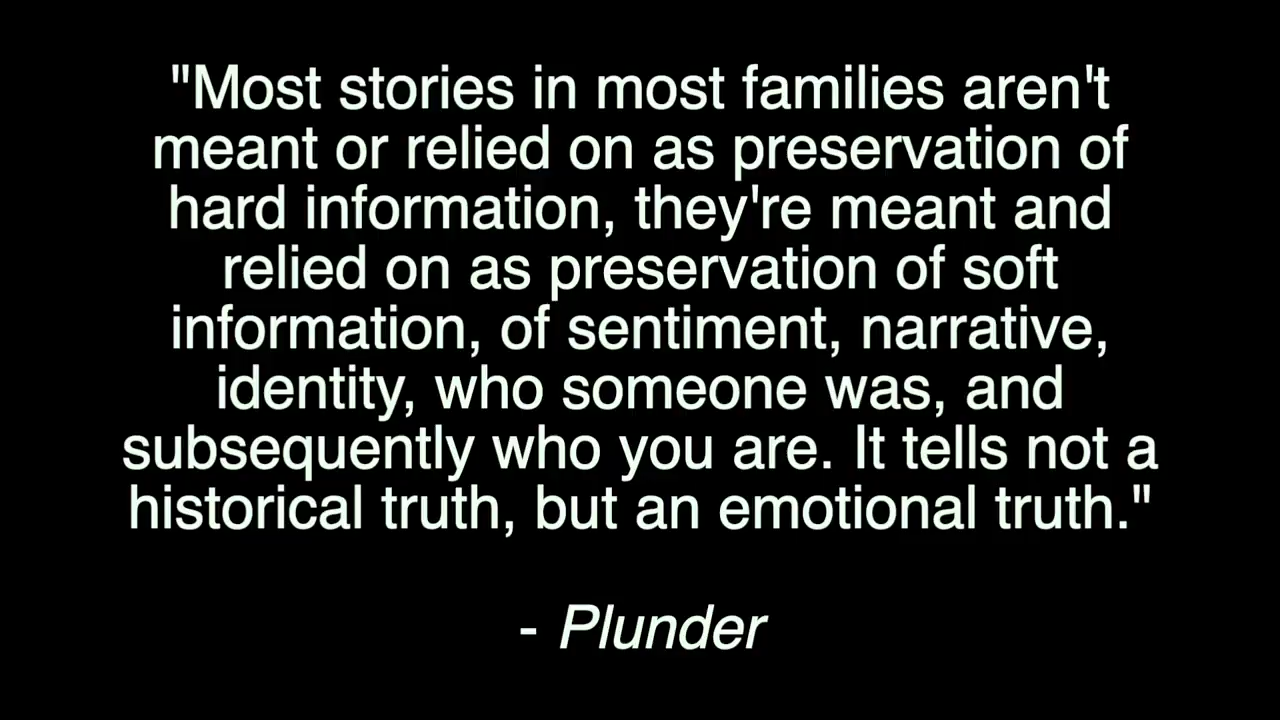 "Most stories in most families aren't
meant or relied on as preservation of
hard information, they're meant and
relied on as preservation of soft
information, of sentiment, narrative,
identity, who someone was, and
subsequently who you are. It tells not a
historical truth, but an emotional truth."
- Plunder